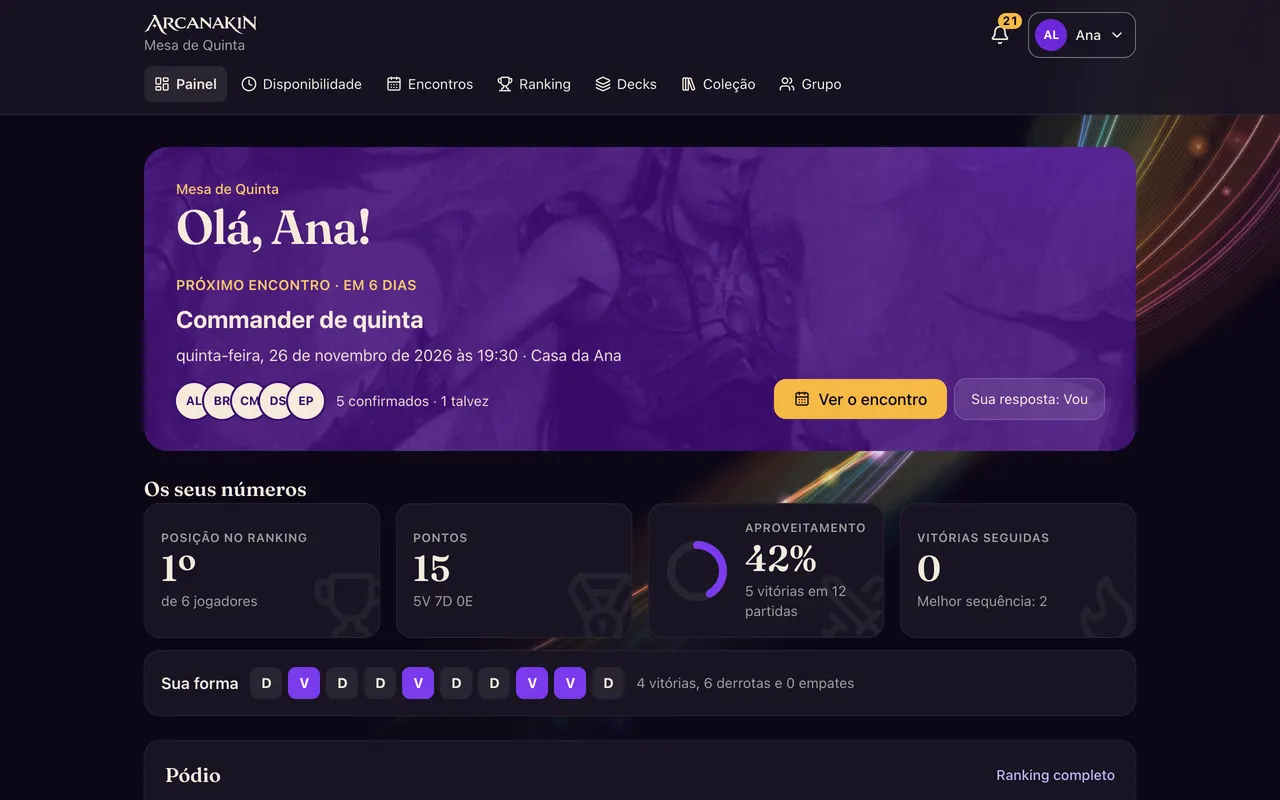 ARCANAKIN
Mesa de Quinta
21
AL
Ana
Painel
Disponibilidade
Encontros
Ranking
Decks
Coleção
Grupo
Mesa de Quinta
Olá, Ana!
PRÓXIMO ENCONTRO · EM 6 DIAS
Commander de quinta
quinta-feira, 26 de novembro de 2026 às 19:30 · Casa da Ana
AL BR CM DS EP
5 confirmados · 1 talvez
Ver o encontro
Sua resposta: Vou
Os seus números
POSIÇÃO NO RANKING
1º
de 6 jogadores
PONTOS
15
5V 7D 0E
APROVEITAMENTO
42%
5 vitórias em 12
partidas
VITÓRIAS SEGUIDAS
0
Melhor sequência: 2
Sua forma
D V D D V D D V V D
4 vitórias, 6 derrotas e 0 empates
Pódio
Ranking completo